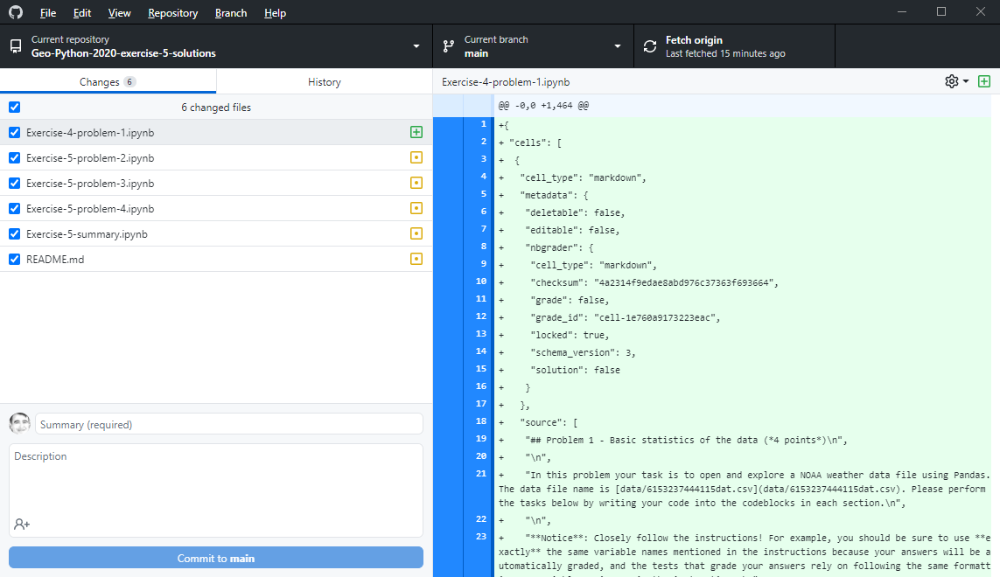 File Edit View Repository Branch Help
Current repository
Geo-Python-2020-exercise-5-solutions
Current branch
main
Fetch origin
Last fetched 15 minutes ago
Changes 6
History
6 changed files
Exercise-4-problem-1.ipynb
Exercise-5-problem-2.ipynb
Exercise-5-problem-3.ipynb
Exercise-5-problem-4.ipynb
Exercise-5-summary.ipynb
README.md
Summary (required)
Description
Commit to main
Exercise-4-problem-1.ipynb
@@ -0,0 +1,464 @@
1 +{
2 + "cells": [
3 +  {
4 +   "cell_type": "markdown",
5 +   "metadata": {
6 +    "deletable": false,
7 +    "editable": false,
8 +    "nbgrader": {
9 +     "cell_type": "markdown",
10 +     "checksum": "4a2314f9edae8abd976c37363f693664",
11 +     "grade": false,
12 +     "grade_id": "cell-1e760a9173223eac",
13 +     "locked": true,
14 +     "schema_version": 3,
15 +     "solution": false
16 +    }
17 +   },
18 +   "source": [
19 +    "## Problem 1 - Basic statistics of the data (*4 points*)\n",
20 +    "\n",
21 +    "In this problem your task is to open and explore a NOAA weather data file using Pandas.
The data file name is [data/6153237444115dat.csv](data/6153237444115dat.csv). Please perform
the tasks below by writing your code into the codeblocks in each section.\n",
22 +    "\n",
23 +    "**Notice**: Closely follow the instructions! For example, you should be sure to use **e
xactly** the same variable names mentioned in the instructions because your answers will be a
utomatically graded, and the tests that grade your answers rely on following the same formatt